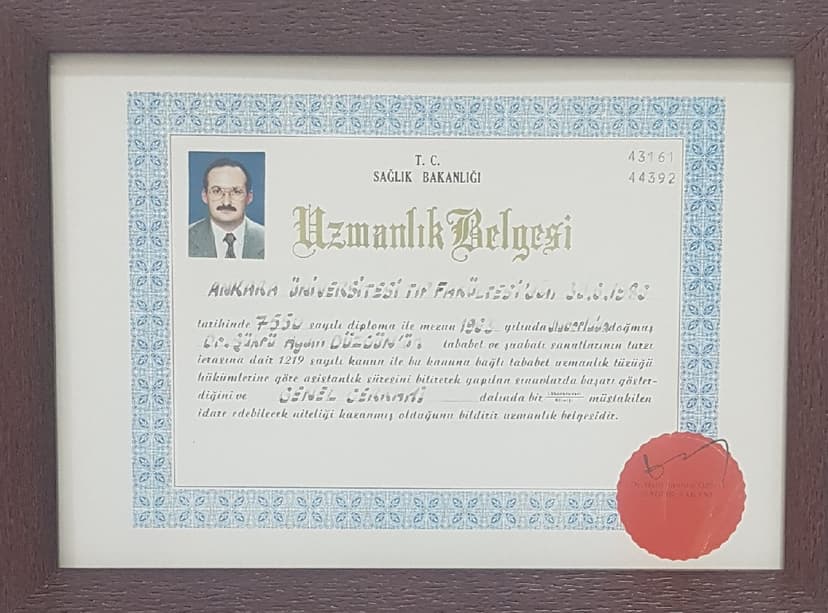 T. C.
SAĞLIK BAKANLIĞI
43161
44392
Uzmanlık Belgesi
ANKARA ÜNİVERSİTESİ TIP FAKÜLTESİ'den
tarihinde 7550 sayılı diploma ile mezun yılında doğmuş
Dr. ŞÜKRÜ Aydın DÜZGÜN'ün tababet ve şuabatı san'atlarının tarzı
icrasına dair 1219 sayılı kanun ile bu kanuna bağlı tababet uzmanlık tüzüğü
hükümlerine göre asistanlık süresini bitirerek yapılan sınavlarda başarı göster-
diğini ve GENEL CERRAHİ dalında bir müstakilen
idare edebilecek niteliği kazanmış olduğunu bildirir uzmanlık belgesidir.